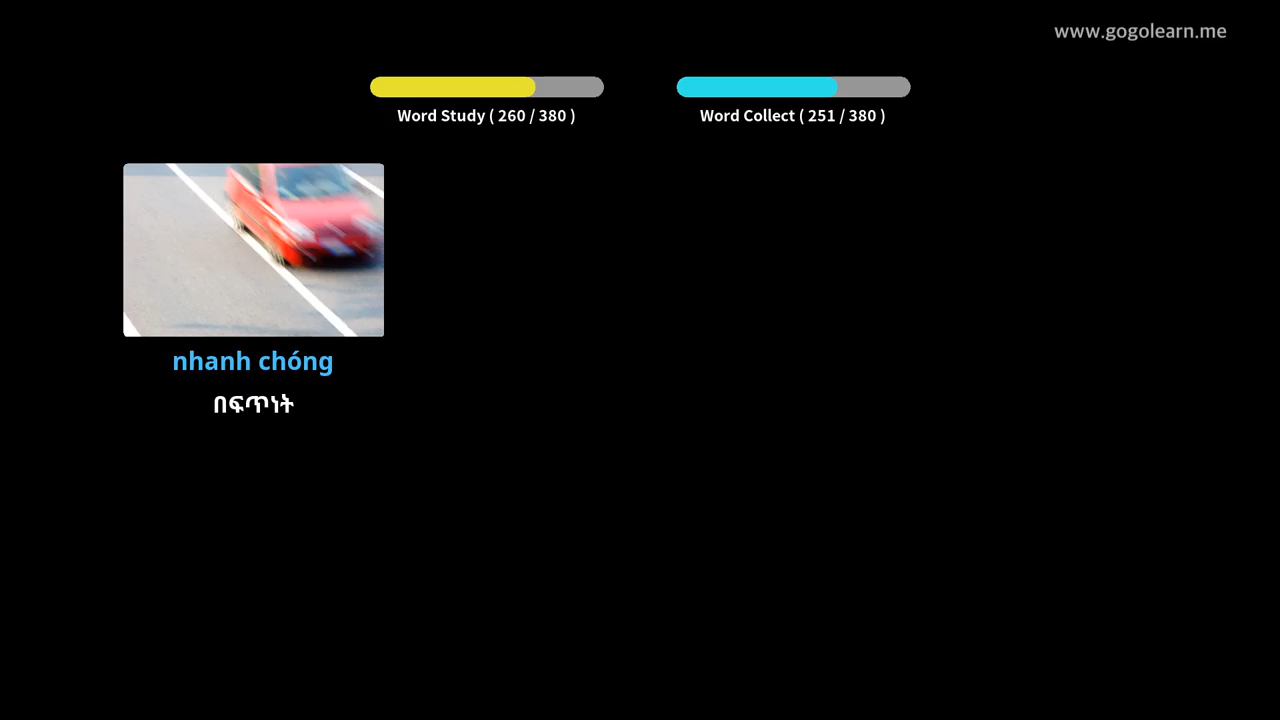 www.gogolearn.me
Word Study ( 260 / 380 )
Word Collect ( 251 / 380 )
nhanh chóng
በፍጥነት